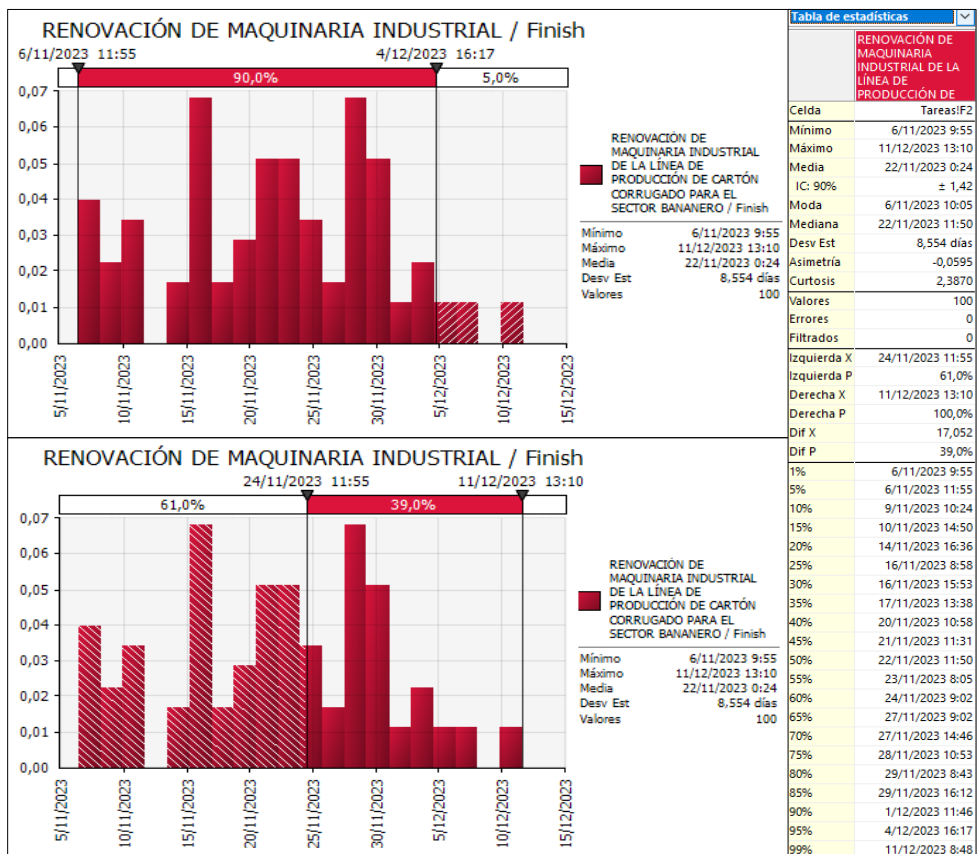 RENOVACIÓN DE MAQUINARIA INDUSTRIAL / Finish
6/11/2023 11:55
4/12/2023 16:17
90,0%
5,0%
0,07
0,06
0,05
0,04
0,03
0,02
0,01
0,00
5/11/2023
10/11/2023
15/11/2023
20/11/2023
25/11/2023
30/11/2023
5/12/2023
10/12/2023
15/12/2023
RENOVACIÓN DE
MAQUINARIA INDUSTRIAL
DE LA LÍNEA DE
PRODUCCIÓN DE CARTÓN
CORRUGADO PARA EL
SECTOR BANANERO / Finish
Mínimo 6/11/2023 9:55
Máximo 11/12/2023 13:10
Media 22/11/2023 0:24
Desv Est 8,554 días
Valores 100
RENOVACIÓN DE MAQUINARIA INDUSTRIAL / Finish
24/11/2023 11:55
11/12/2023 13:10
61,0%
39,0%
0,07
0,06
0,05
0,04
0,03
0,02
0,01
0,00
5/11/2023
10/11/2023
15/11/2023
20/11/2023
25/11/2023
30/11/2023
5/12/2023
10/12/2023
15/12/2023
RENOVACIÓN DE
MAQUINARIA INDUSTRIAL
DE LA LÍNEA DE
PRODUCCIÓN DE CARTÓN
CORRUGADO PARA EL
SECTOR BANANERO / Finish
Mínimo 6/11/2023 9:55
Máximo 11/12/2023 13:10
Media 22/11/2023 0:24
Desv Est 8,554 días
Valores 100
Tabla de estadísticas
RENOVACIÓN DE
MAQUINARIA
INDUSTRIAL DE LA
LÍNEA DE
PRODUCCIÓN DE
Celda Tareas!F2
Mínimo 6/11/2023 9:55
Máximo 11/12/2023 13:10
Media 22/11/2023 0:24
IC: 90% ± 1,42
Moda 6/11/2023 10:05
Mediana 22/11/2023 11:50
Desv Est 8,554 días
Asimetría -0,0595
Curtosis 2,3870
Valores 100
Errores 0
Filtrados 0
Izquierda X 24/11/2023 11:55
Izquierda P 61,0%
Derecha X 11/12/2023 13:10
Derecha P 100,0%
Dif X 17,052
Dif P 39,0%
1% 6/11/2023 9:55
5% 6/11/2023 11:55
10% 9/11/2023 10:24
15% 10/11/2023 14:50
20% 14/11/2023 16:36
25% 16/11/2023 8:58
30% 16/11/2023 15:53
35% 17/11/2023 13:38
40% 20/11/2023 10:58
45% 21/11/2023 11:31
50% 22/11/2023 11:50
55% 23/11/2023 8:05
60% 24/11/2023 9:02
65% 27/11/2023 9:02
70% 27/11/2023 14:46
75% 28/11/2023 10:53
80% 29/11/2023 8:43
85% 29/11/2023 16:12
90% 1/12/2023 11:46
95% 4/12/2023 16:17
99% 11/12/2023 8:48